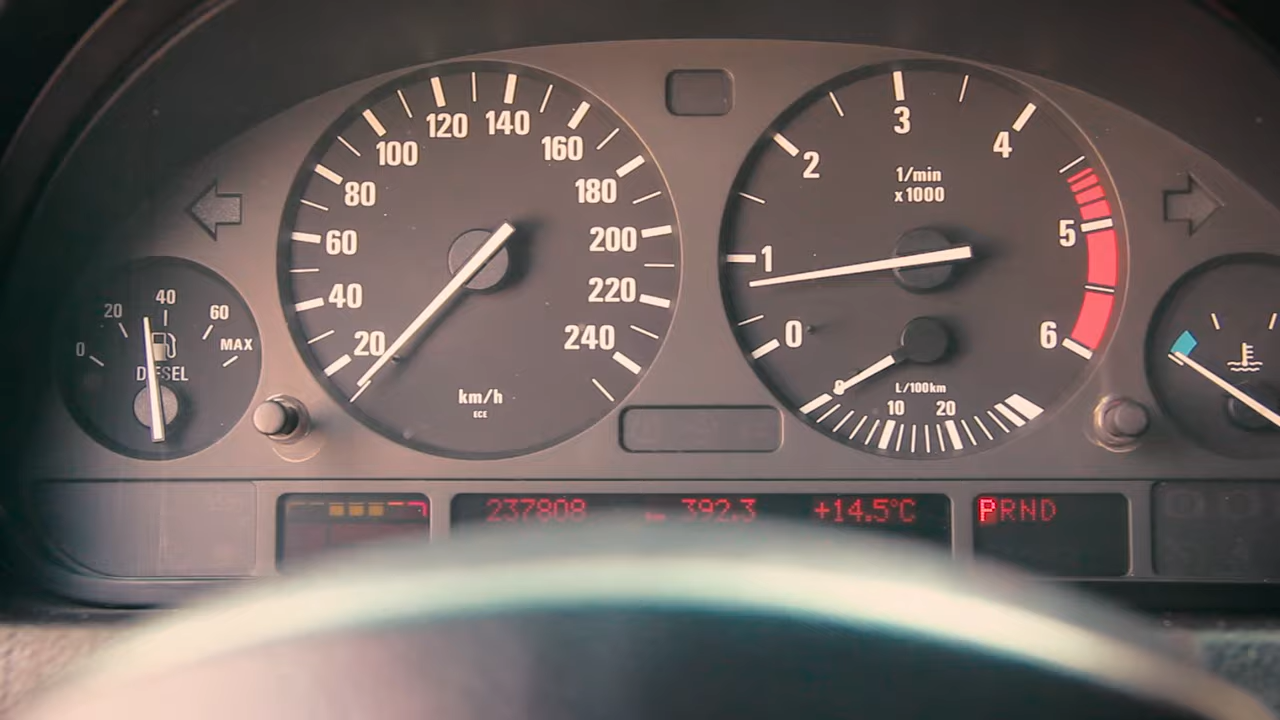 0 20 40 60 MAX
DIESEL
20 40 60 80 100 120 140 160 180 200 220 240
km/h
ECE
0 1 2 3 4 5 6
1/min
x1000
L/100km
10 20
237808 392.3 +14.5°C
PRND